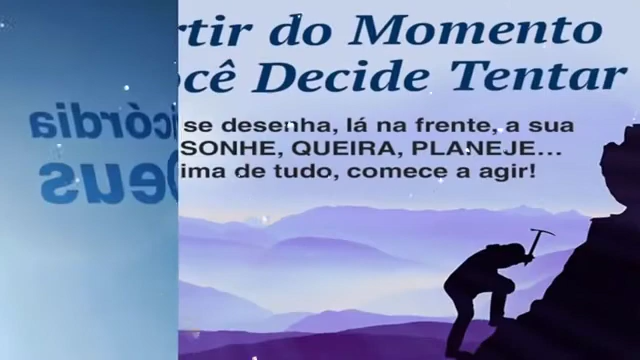 rtir do Momento
ocê Decide Tentar
se desenha, lá na frente, a sua
SONHE, QUEIRA, PLANEJE...
ima de tudo, comece a agir!
icórdia
Deus